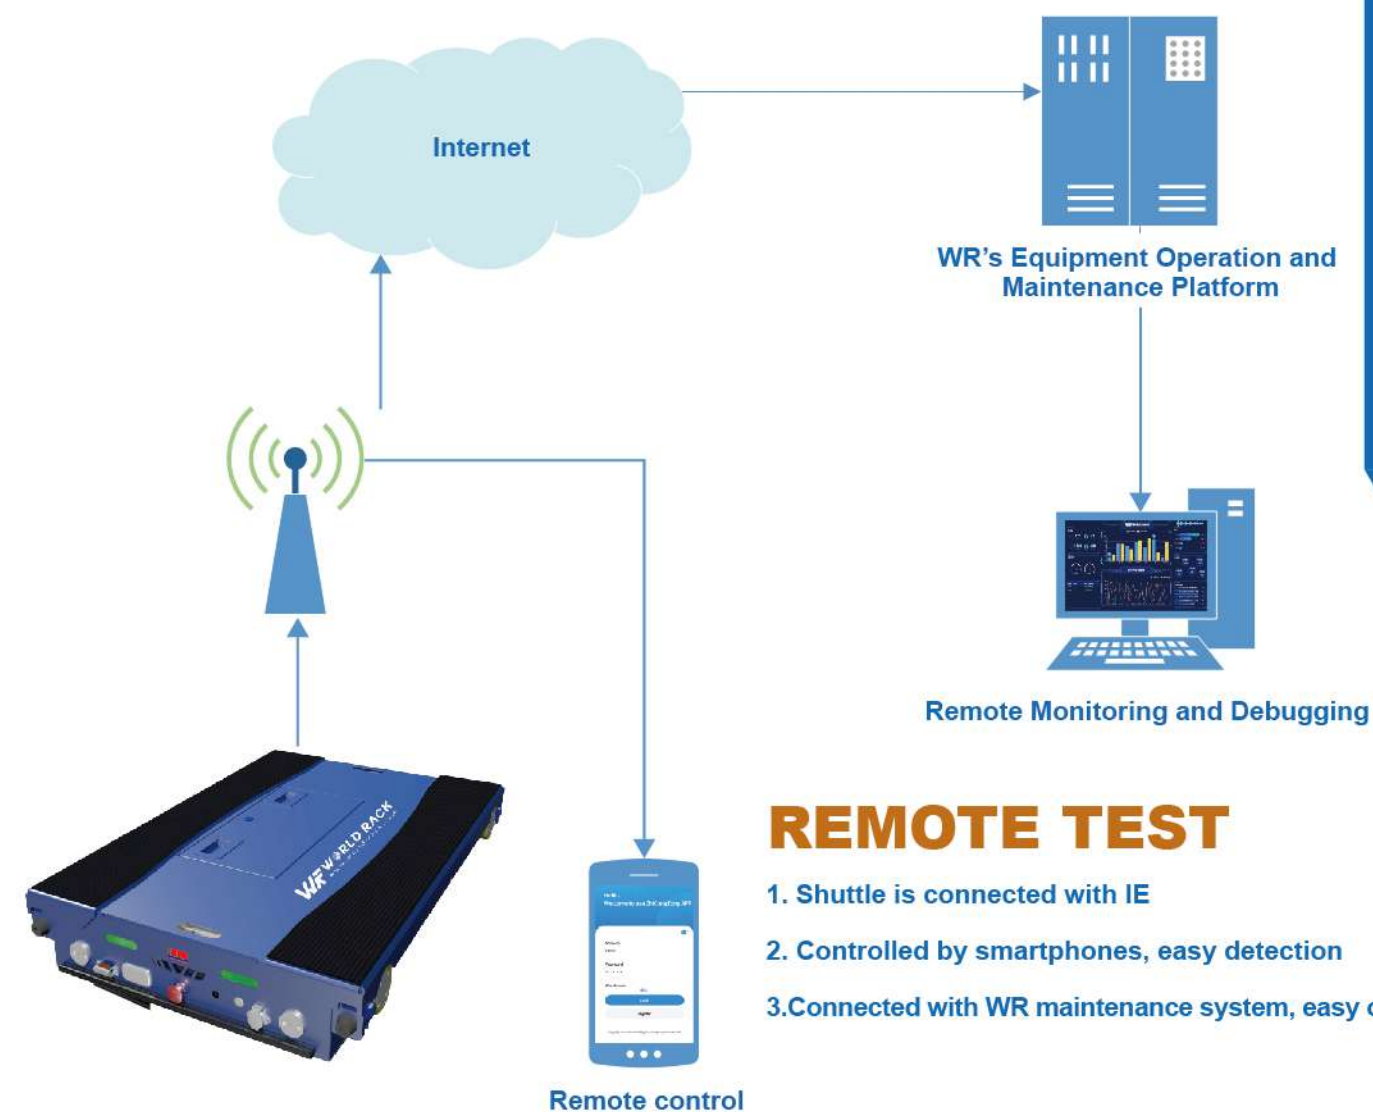 Internet
WR’s Equipment Operation and
Maintenance Platform
Remote Monitoring and Debugging
WORLD RACK
REMOTE TEST
1. Shuttle is connected with IE
2. Controlled by smartphones, easy detection
3.Connected with WR maintenance system, easy
Remote control